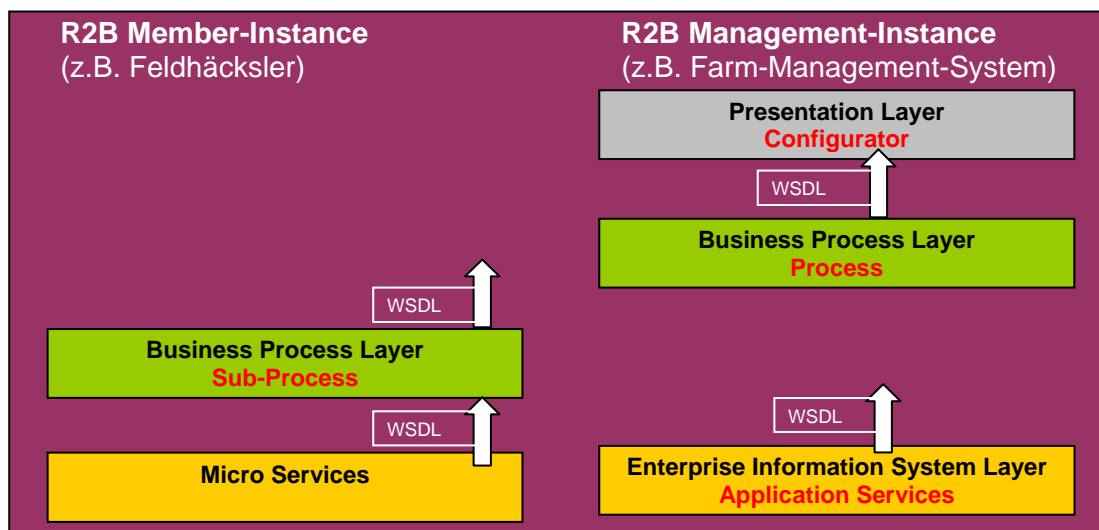 R2B Member-Instance
(z.B. Feldhäcksler)
WSDL
Business Process Layer
Sub-Process
WSDL
Micro Services
R2B Management-Instance
(z.B. Farm-Management-System)
Presentation Layer
Configurator
WSDL
Business Process Layer
Process
WSDL
Enterprise Information System Layer
Application Services